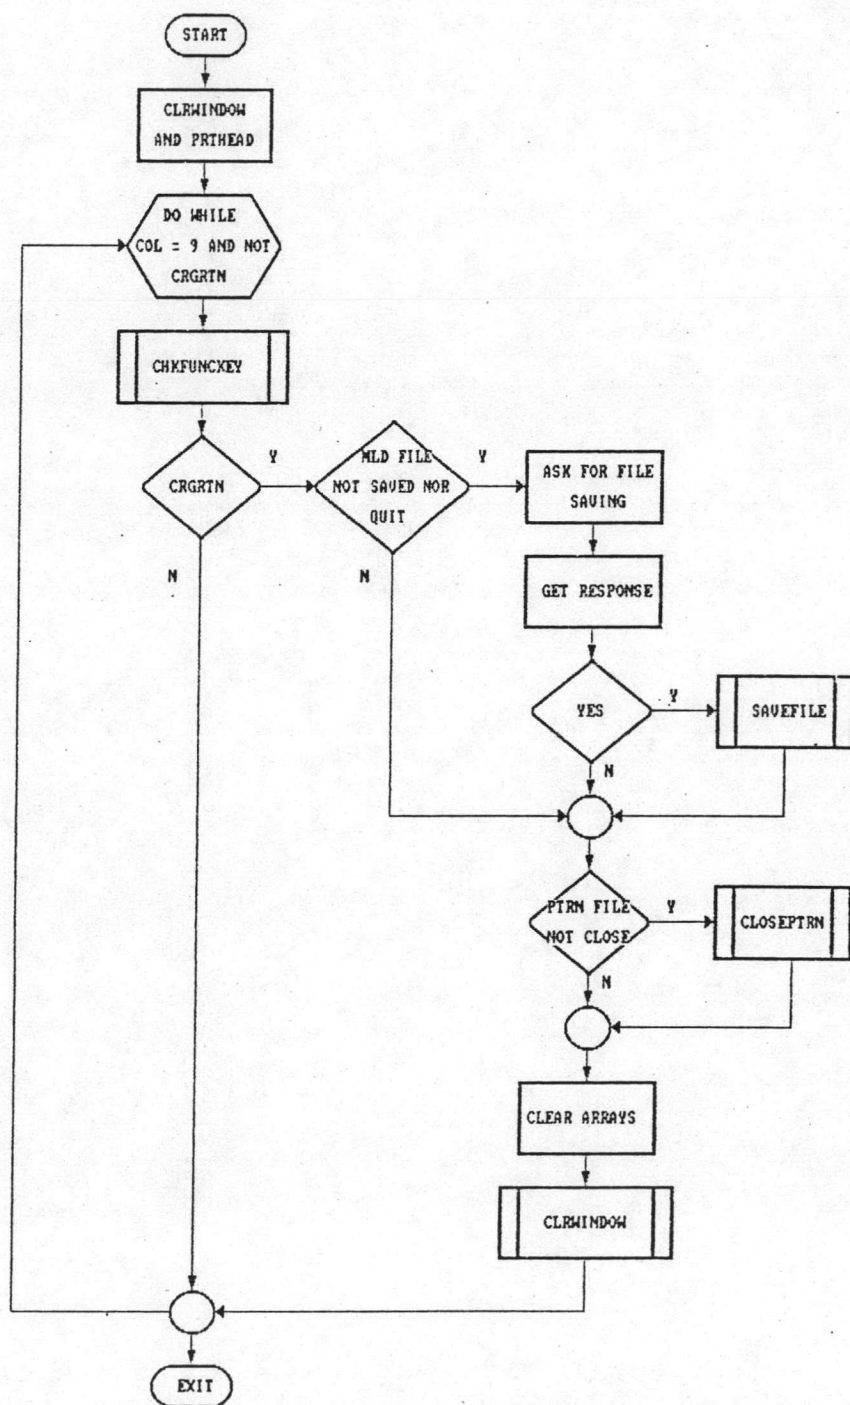 START
CLRWINDOW
AND PRTHEAD
DO WHILE
COL = 9 AND NOT
CRGRTN
CHKFUNCKEY
CRGRTN
Y
N
MLD FILE
NOT SAVED NOR
QUIT
Y
N
ASK FOR FILE
SAVING
GET RESPONSE
YES
Y
N
SAVEFILE
PTRN FILE
NOT CLOSE
Y
N
CLOSEPTRN
CLEAR ARRAYS
CLRWINDOW
EXIT